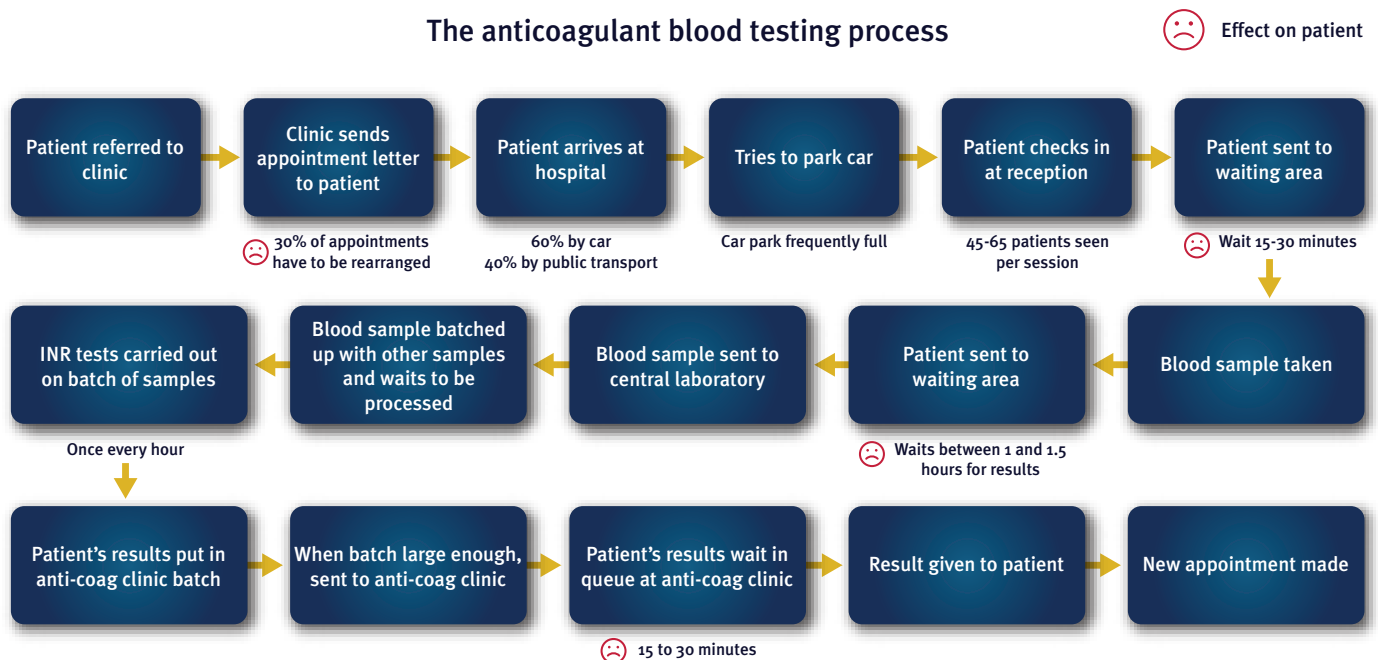 The anticoagulant blood testing process
Effect on patient
Patient referred to
clinic
Clinic sends
appointment letter
to patient
Patient arrives at
hospital
Tries to park car
Patient checks in
at reception
Patient sent to
waiting area
30% of appointments
have to be rearranged
60% by car
40% by public transport
Car park frequently full
45-65 patients seen
per session
Wait 15-30 minutes
INR tests carried out
on batch of samples
Blood sample batched
up with other samples
and waits to be
processed
Blood sample sent to
central laboratory
Patient sent to
waiting area
Blood sample taken
Once every hour
Waits between 1 and 1.5
hours for results
Patient's results put in
anti-coag clinic batch
When batch large enough,
sent to anti-coag clinic
Patient's results wait in
queue at anti-coag clinic
Result given to patient
New appointment made
15 to 30 minutes